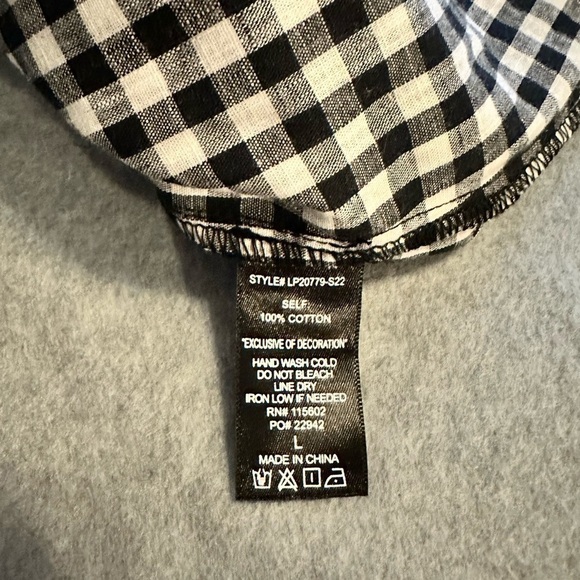 STYLE# LP20779-S22
SELF
100% COTTON
"EXCLUSIVE OF DECORATION"
HAND WASH COLD
DO NOT BLEACH
LINE DRY
IRON LOW IF NEEDED
RN# 115602
PO# 22942
L
MADE IN CHINA